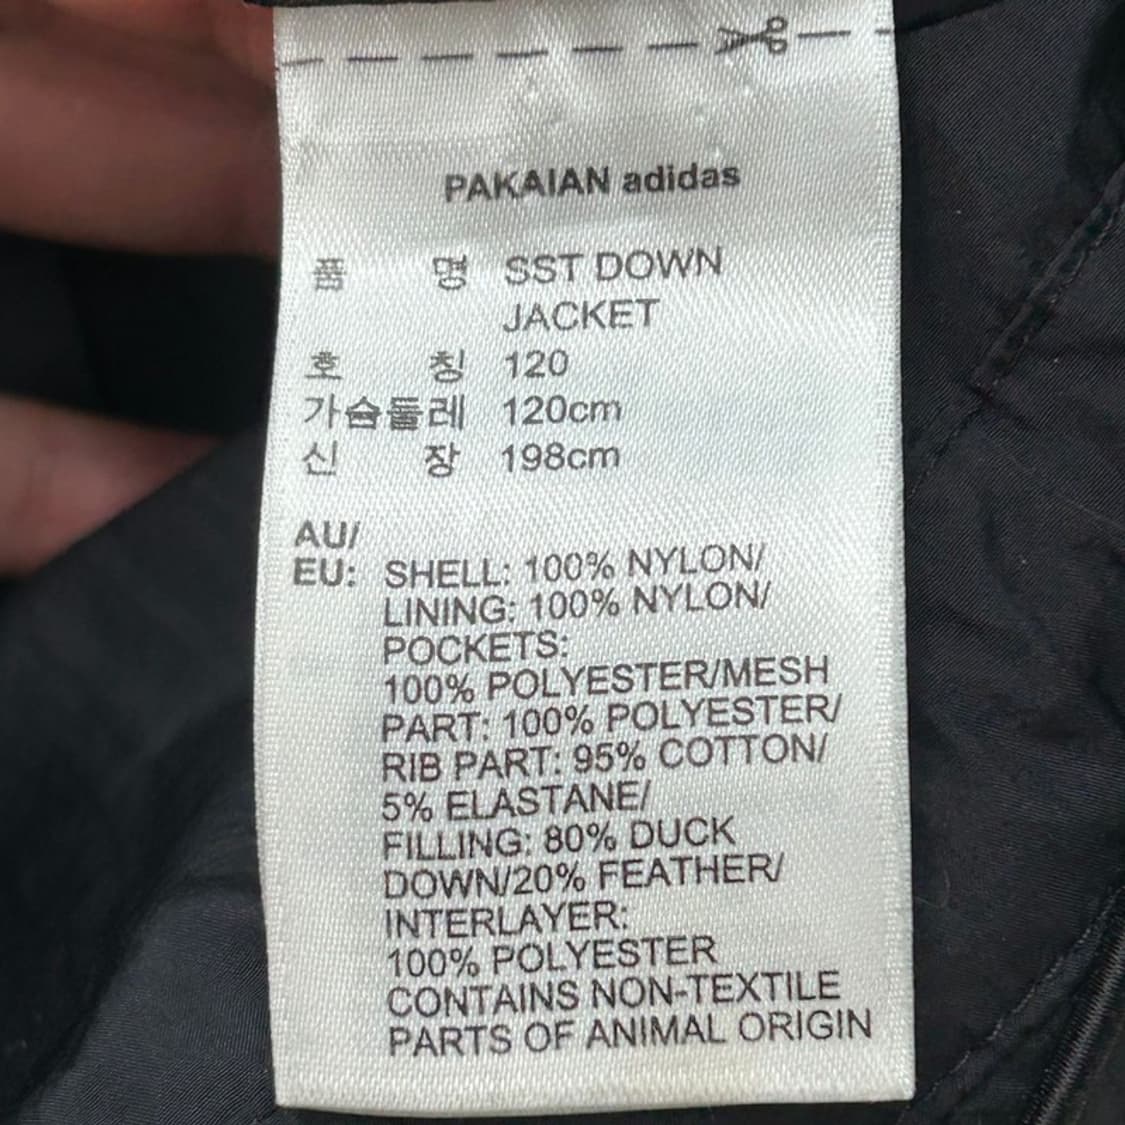 PAKAIAN adidas
품 명 SST DOWN
JACKET
호 칭 120
가슴둘레 120cm
신 장 198cm
AU/
EU: SHELL: 100% NYLON/
LINING: 100% NYLON/
POCKETS:
100% POLYESTER/MESH
PART: 100% POLYESTER/
RIB PART: 95% COTTON/
5% ELASTANE/
FILLING: 80% DUCK
DOWN/20% FEATHER/
INTERLAYER:
100% POLYESTER
CONTAINS NON-TEXTILE
PARTS OF ANIMAL ORIGIN